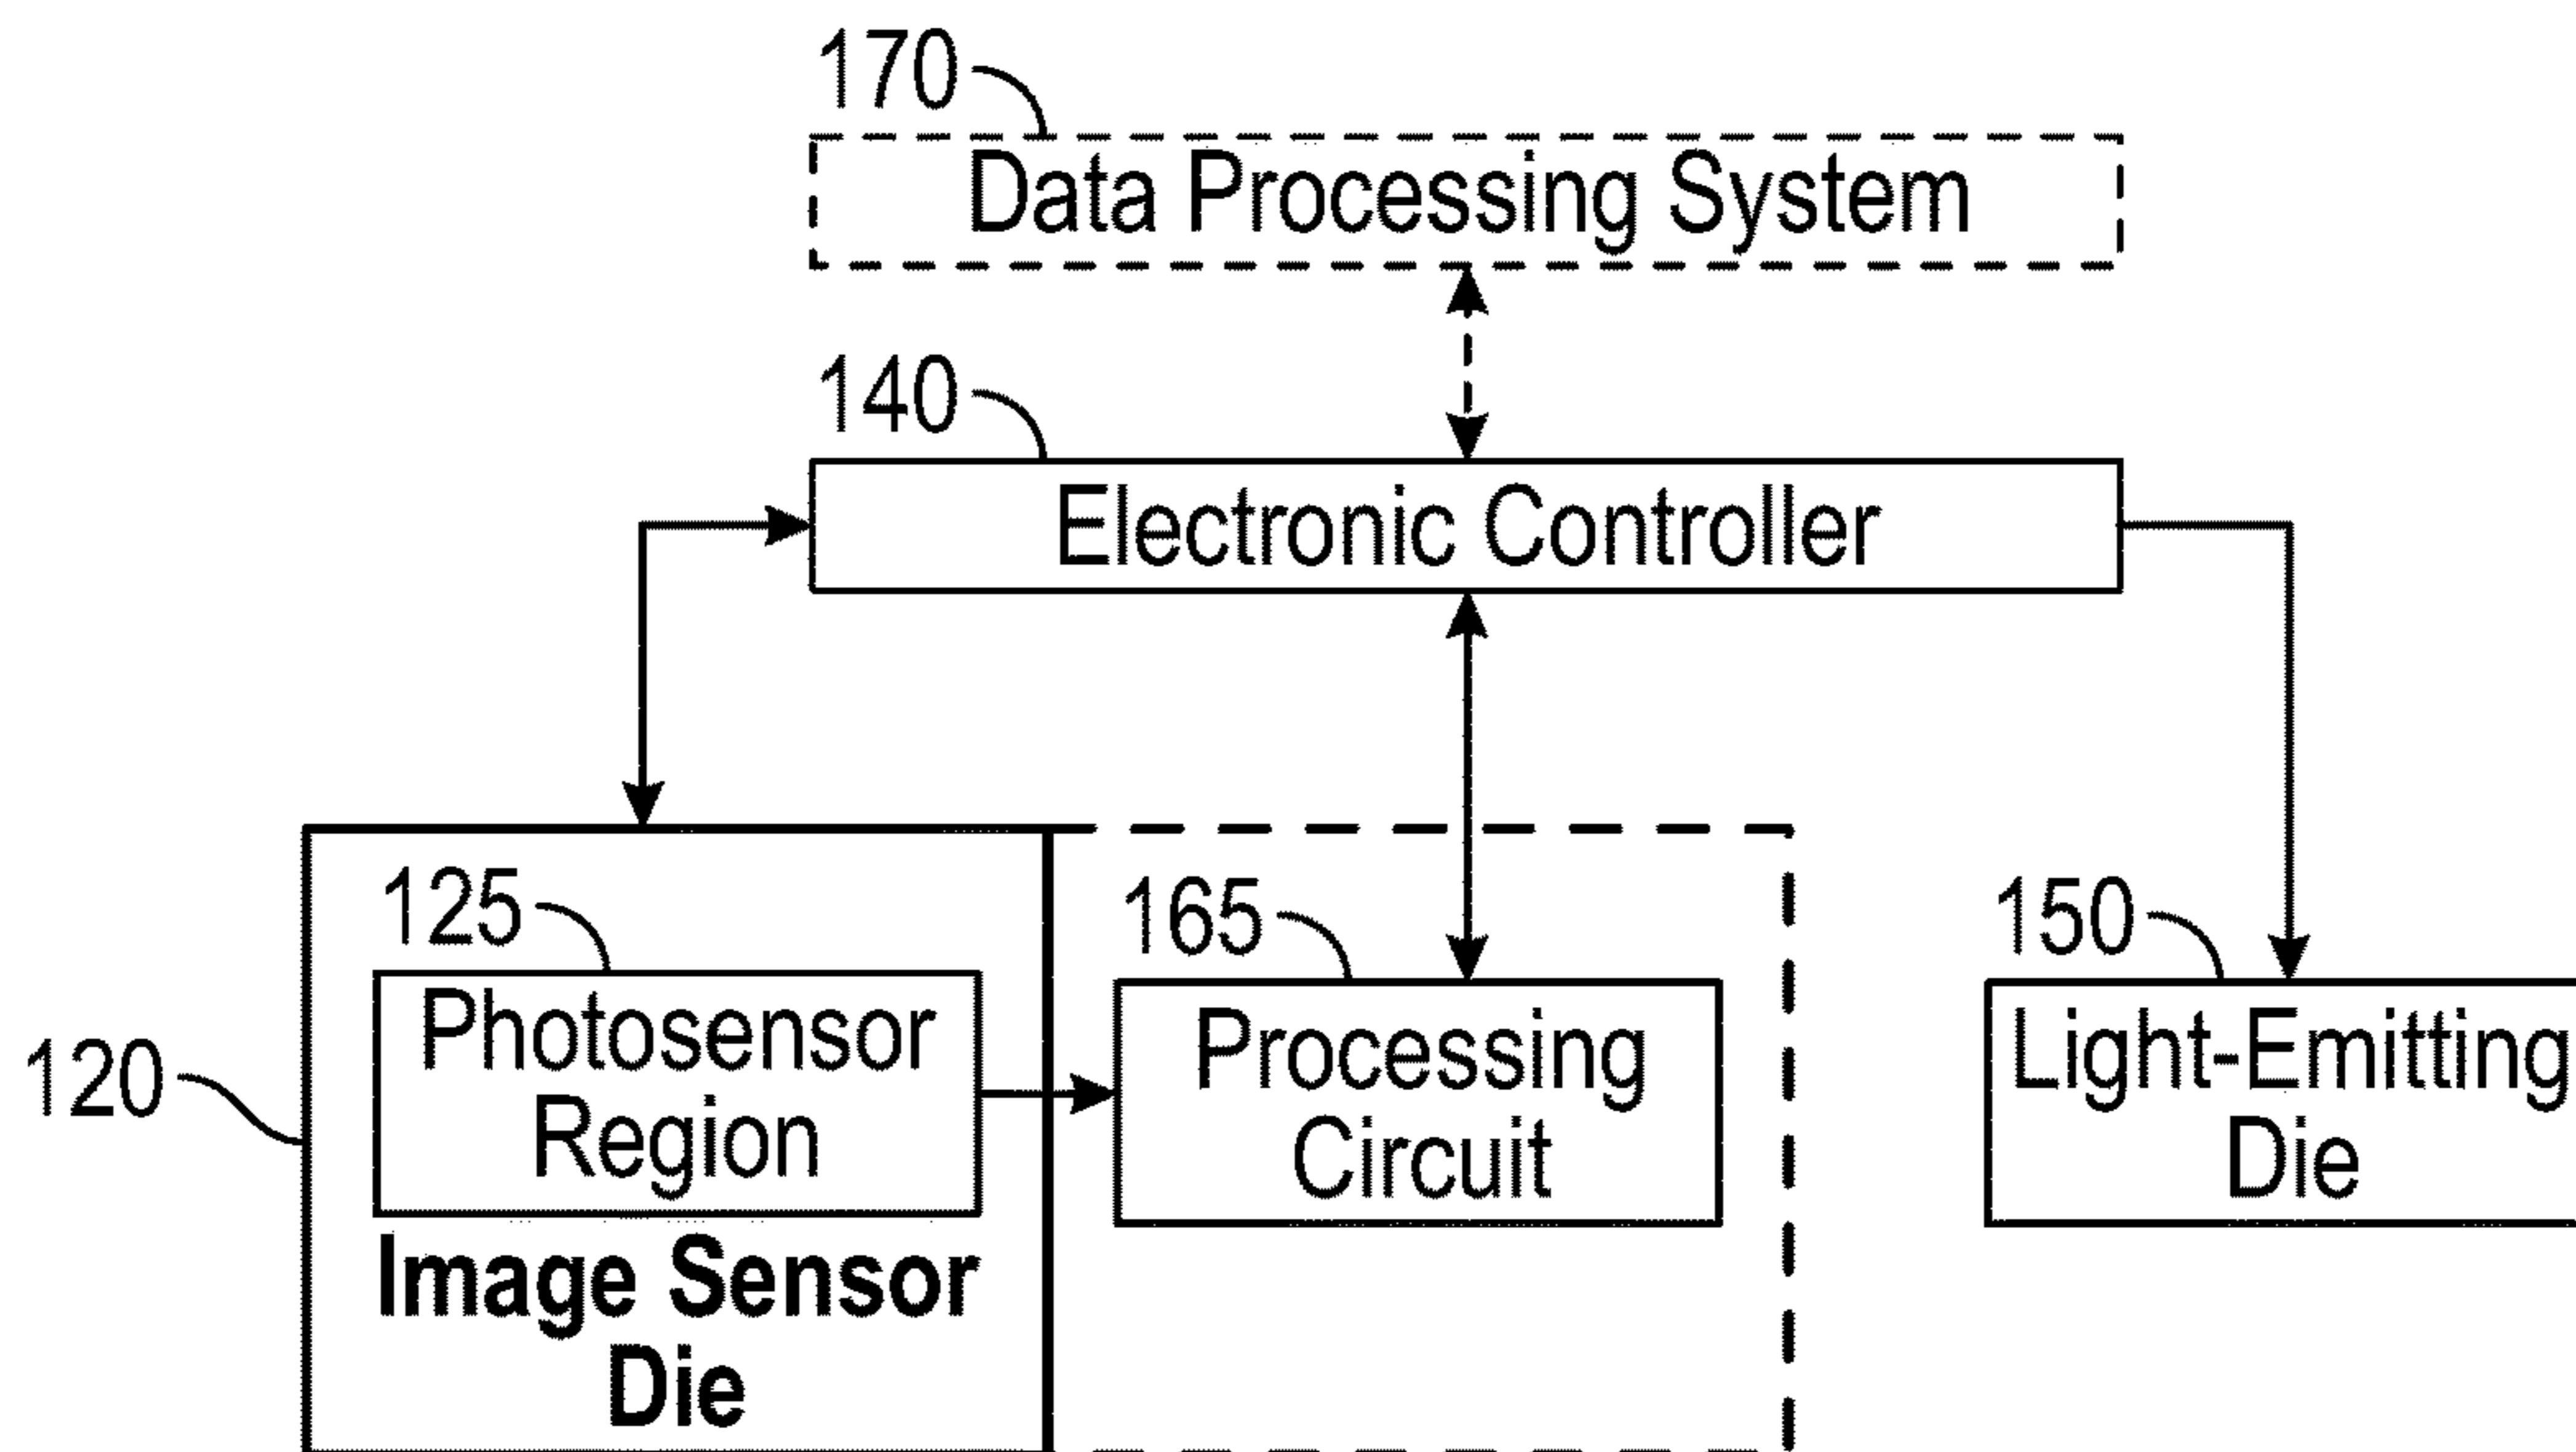 170
Data Processing System
140
Electronic Controller
125
165
150
Photosensor
Region
Processing
Circuit
Light-Emitting
Die
120
Image Sensor
Die